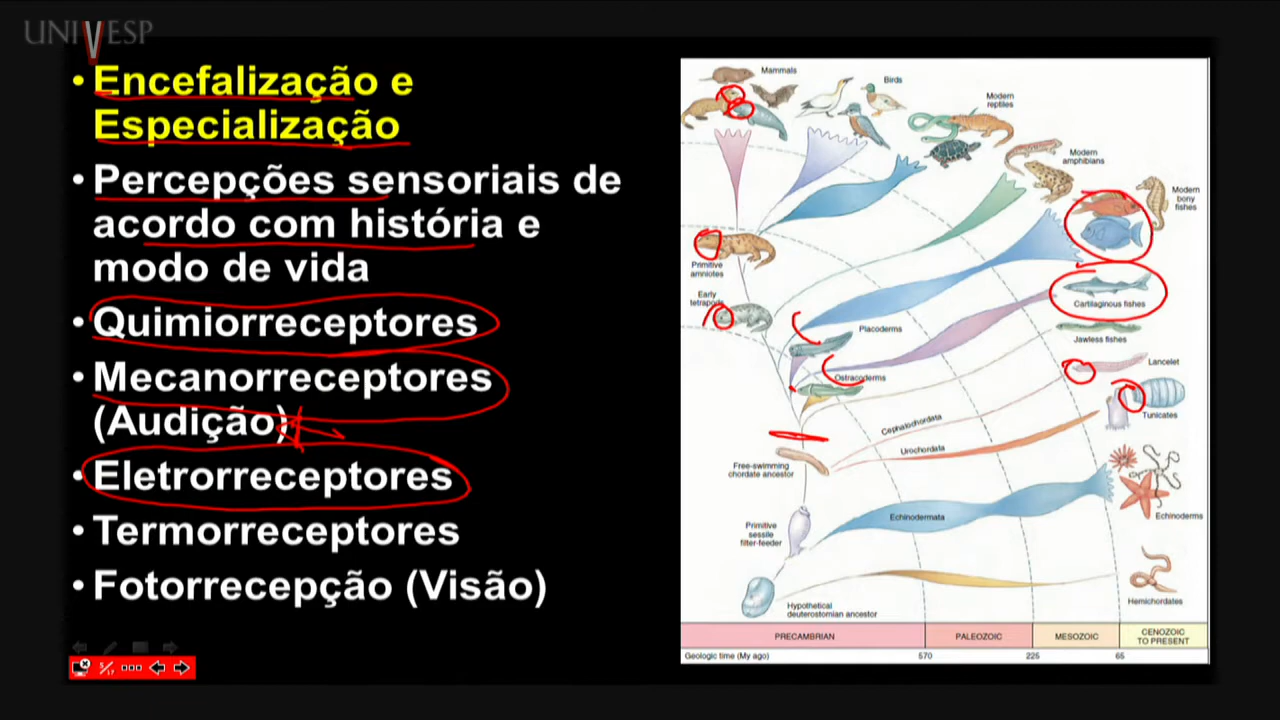 UNIVESP
• Encefalização e
Especialização
• Percepções sensoriais de
acordo com história e
modo de vida
• Quimiorreceptores
• Mecanorreceptores
(Audição)
• Eletrorreceptores
• Termorreceptores
• Fotorrecepção (Visão)
Mammals
Birds
Modern
reptiles
Modern
amphibians
Modern
bony
fishes
Primitive
amniotes
Early
tetrapods
Cartilaginous fishes
Placoderms
Jawless fishes
Lancelet
Ostracoderms
Tunicates
Cephalochordata
Urochordata
Free-swimming
chordate ancestor
Echinodermata
Echinoderms
Primitive
sessile
filter-feeder
Hemichordates
Hypothetical
deuterostomian ancestor
PRECAMBRIAN
PALEOZOIC
MESOZOIC
CENOZOIC
TO PRESENT
Geologic time (My ago)
570
225
65